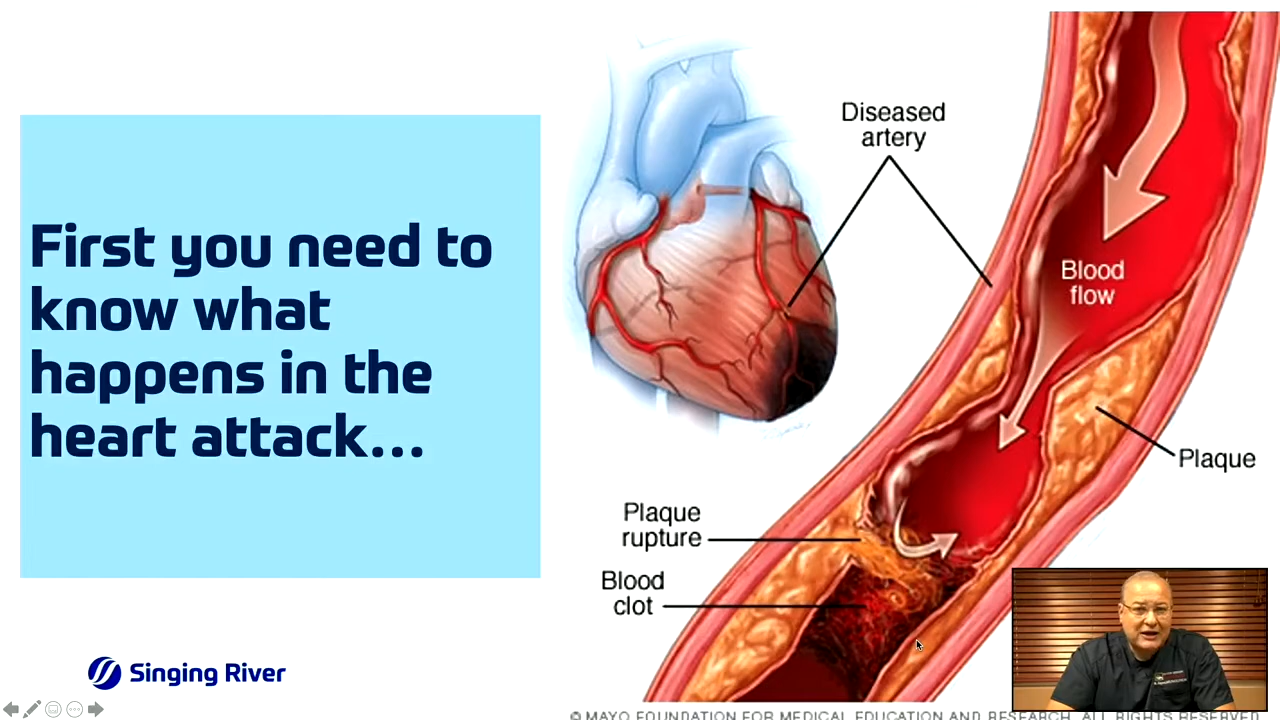 First you need to
know what
happens in the
heart attack...
Singing River
Diseased
artery
Blood
flow
Plaque
Plaque
rupture
Blood
clot
© MAYO FOUNDATION FOR MEDICAL EDUCATION AND RESEARCH. ALL RIGHTS RESERVED.